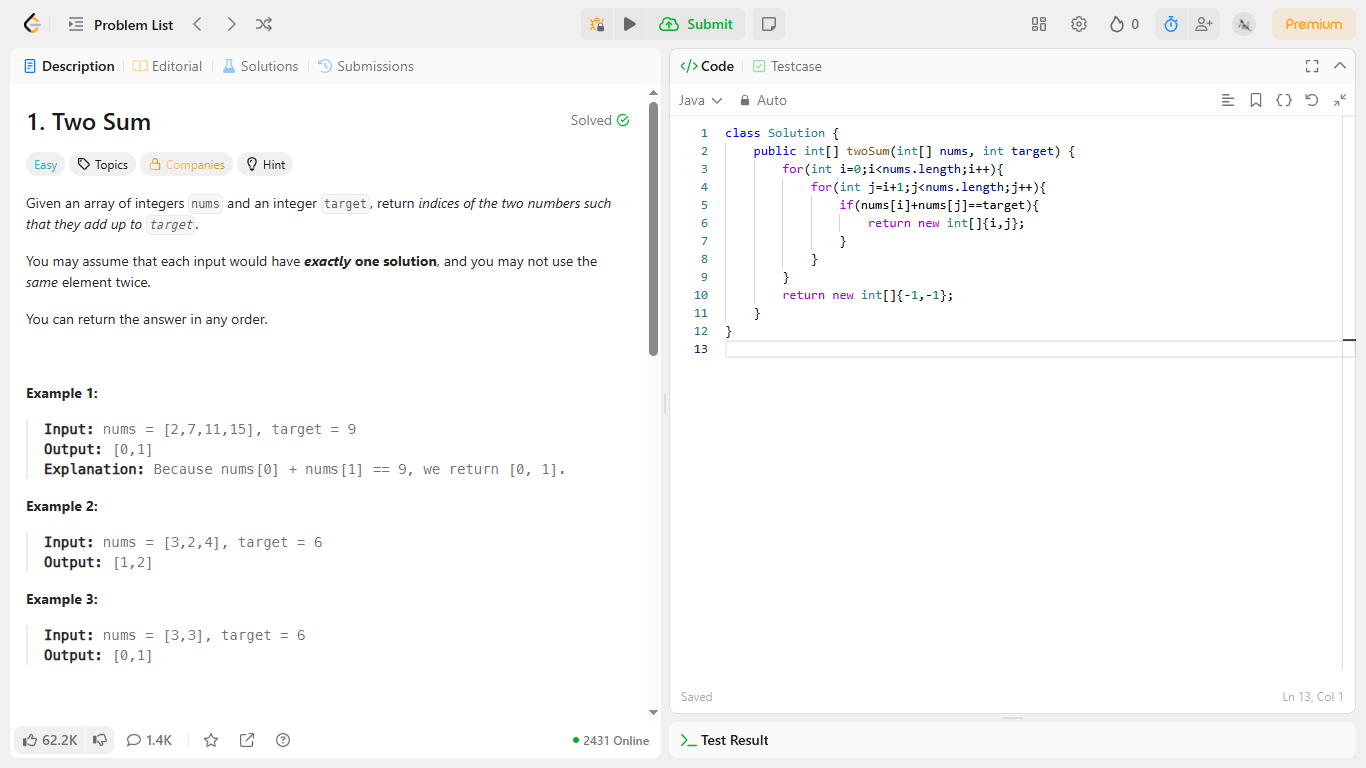 Problem List
Submit
0
Premium
Description
Editorial
Solutions
Submissions
1. Two Sum
Solved
Easy
Topics
Companies
Hint
Given an array of integers nums and an integer target, return indices of the two numbers such
that they add up to target.
You may assume that each input would have exactly one solution, and you may not use the
same element twice.
You can return the answer in any order.
Example 1:
Input: nums = [2,7,11,15], target = 9
Output: [0,1]
Explanation: Because nums[0] + nums[1] == 9, we return [0, 1].
Example 2:
Input: nums = [3,2,4], target = 6
Output: [1,2]
Example 3:
Input: nums = [3,3], target = 6
Output: [0,1]
62.2K
1.4K
2431 Online
</> Code
Testcase
Java
Auto
1 class Solution {
2     public int[] twoSum(int[] nums, int target) {
3         for(int i=0;i<nums.length;i++){
4             for(int j=i+1;j<nums.length;j++){
5                 if(nums[i]+nums[j]==target){
6                     return new int[]{i,j};
7                 }
8             }
9         }
10         return new int[]{-1,-1};
11     }
12 }
13
Saved
Ln 13, Col 1
Test Result